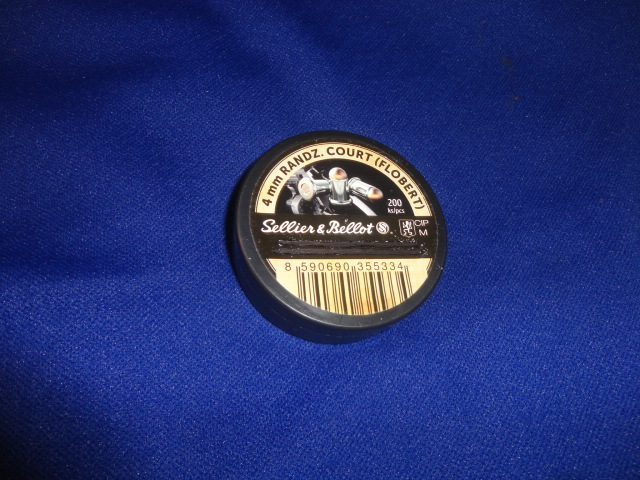 4 mm RANDZ. COURT (FLOBERT)
200
ks/pcs
Sellier & Bellot
CIP
M
8 590690 355334